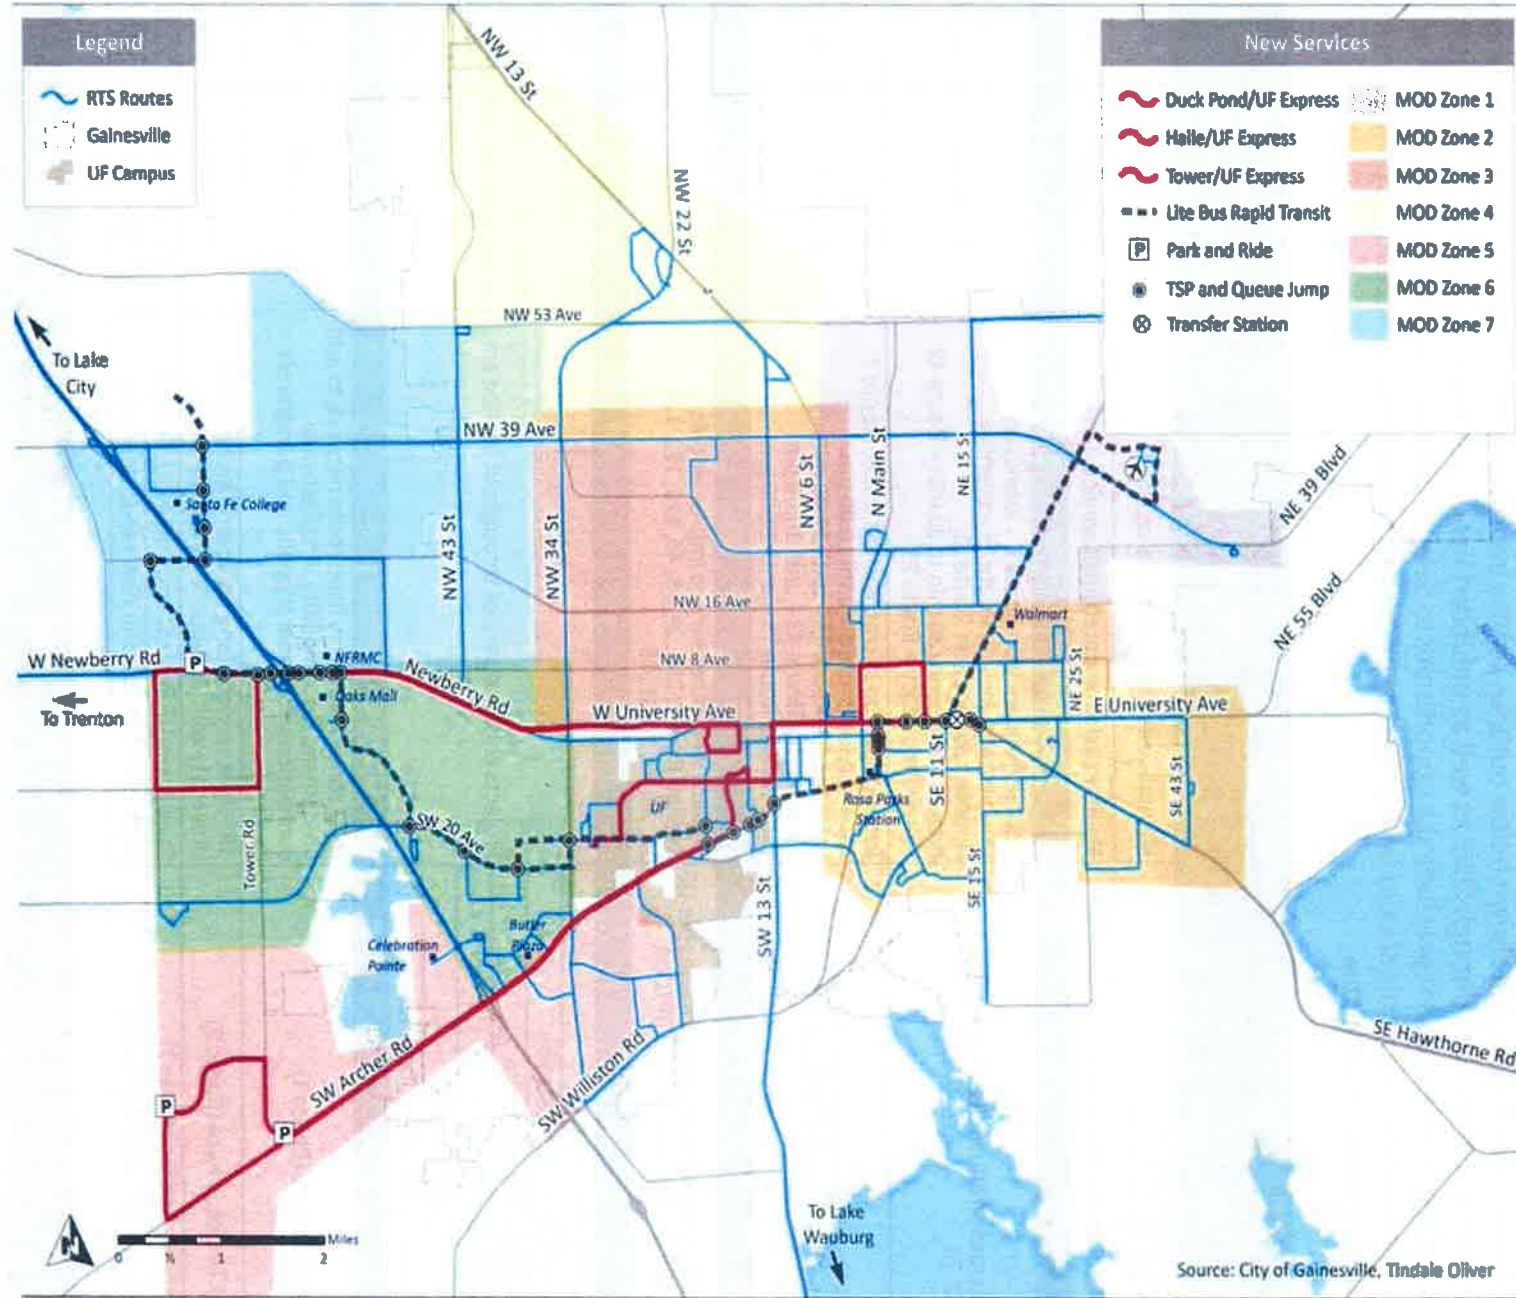 Legend
RTS Routes
Gainesville
UF Campus
New Services
Duck Pond/UF Express
Haile/UF Express
Tower/UF Express
Lite Bus Rapid Transit
P Park and Ride
TSP and Queue Jump
Transfer Station
MOD Zone 1
MOD Zone 2
MOD Zone 3
MOD Zone 4
MOD Zone 5
MOD Zone 6
MOD Zone 7
NW 13 St
NW 22 St
NW 53 Ave
To Lake
City
NW 39 Ave
Santa Fe College
NW 43 St
NW 34 St
NW 6 St
N Main St
NE 15 St
NE 39 Blvd
NE 55 Blvd
NW 16 Ave
Walmart
W Newberry Rd
P
NFRMC
Newberry Rd
NW 8 Ave
NE 25 St
Oaks Mall
To Trenton
W University Ave
E University Ave
SE 11 St
SE 43 St
UF
Rosa Parks
Station
SW 20 Ave
Tower Rd
SE 15 St
SW 13 St
Butler
Plaza
Celebration
Pointe
SW Archer Rd
SW Williston Rd
SE Hawthorne Rd
P
P
N
0 ½ 1 2 Miles
To Lake
Wauburg
Source: City of Gainesville, Tindale Oliver